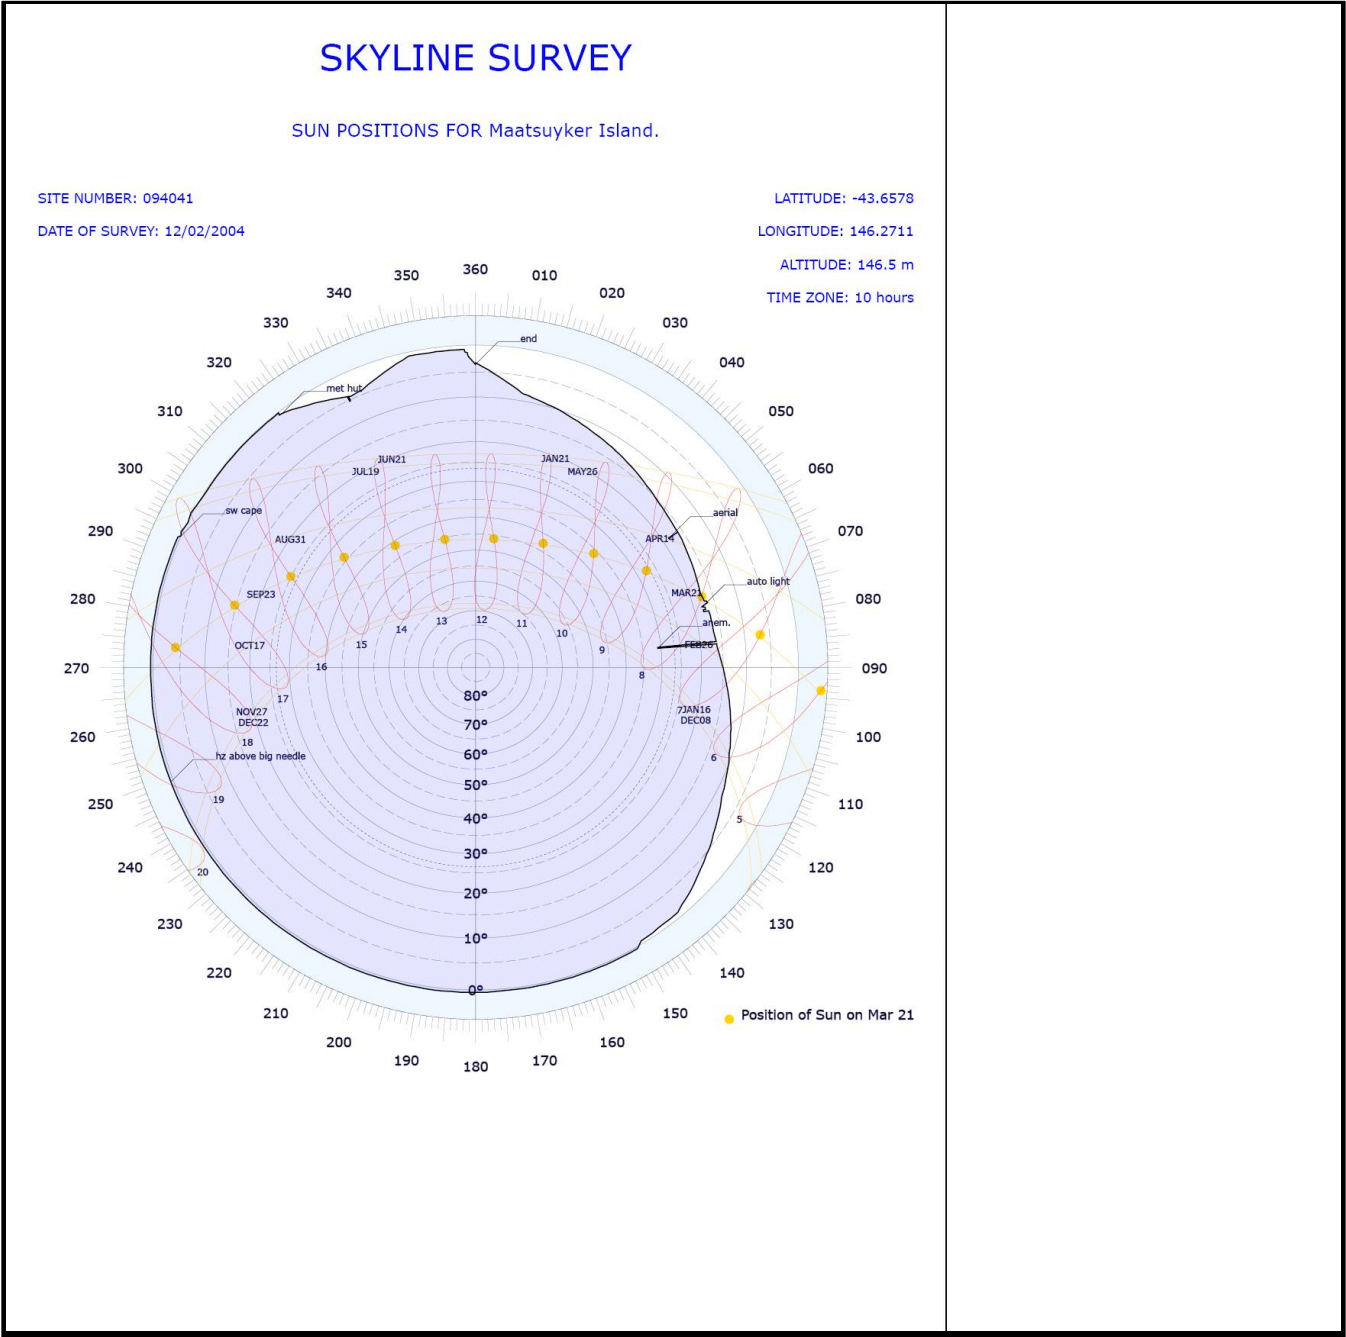 SKYLINE SURVEY
SUN POSITIONS FOR Maatsuyker Island.
SITE NUMBER: 094041
LATITUDE: -43.6578
DATE OF SURVEY: 12/02/2004
LONGITUDE: 146.2711
ALTITUDE: 146.5 m
TIME ZONE: 10 hours
360
350
010
340
020
330
030
320
040
310
050
300
060
290
070
280
080
270
090
260
100
250
110
240
120
230
130
220
140
210
150
200
160
190
170
180
end
met hut
JUN21
JAN21
JUL19
MAY26
sw cape
aerial
AUG31
APR14
auto light
SEP23
MAR21
anem.
OCT17
FEB26
12
11
13
14
10
15
9
16
8
17
7JAN16
DEC08
NOV27
DEC22
18
6
hz above big needle
19
5
20
80°
70°
60°
50°
40°
30°
20°
10°
0°
Position of Sun on Mar 21